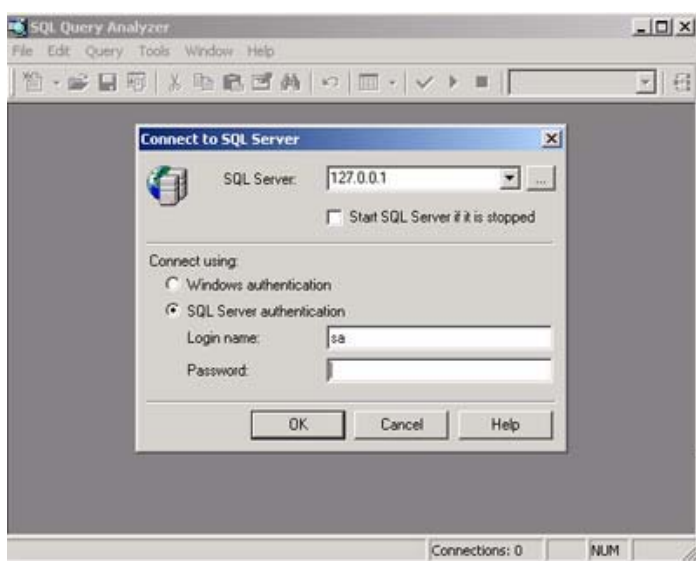 SQL Query Analyzer
File Edit Query Tools Window Help
Connect to SQL Server
SQL Server: 127.0.0.1 ...
Start SQL Server if it is stopped
Connect using:
Windows authentication
SQL Server authentication
Login name: sa
Password:
OK Cancel Help
Connections: 0 NUM